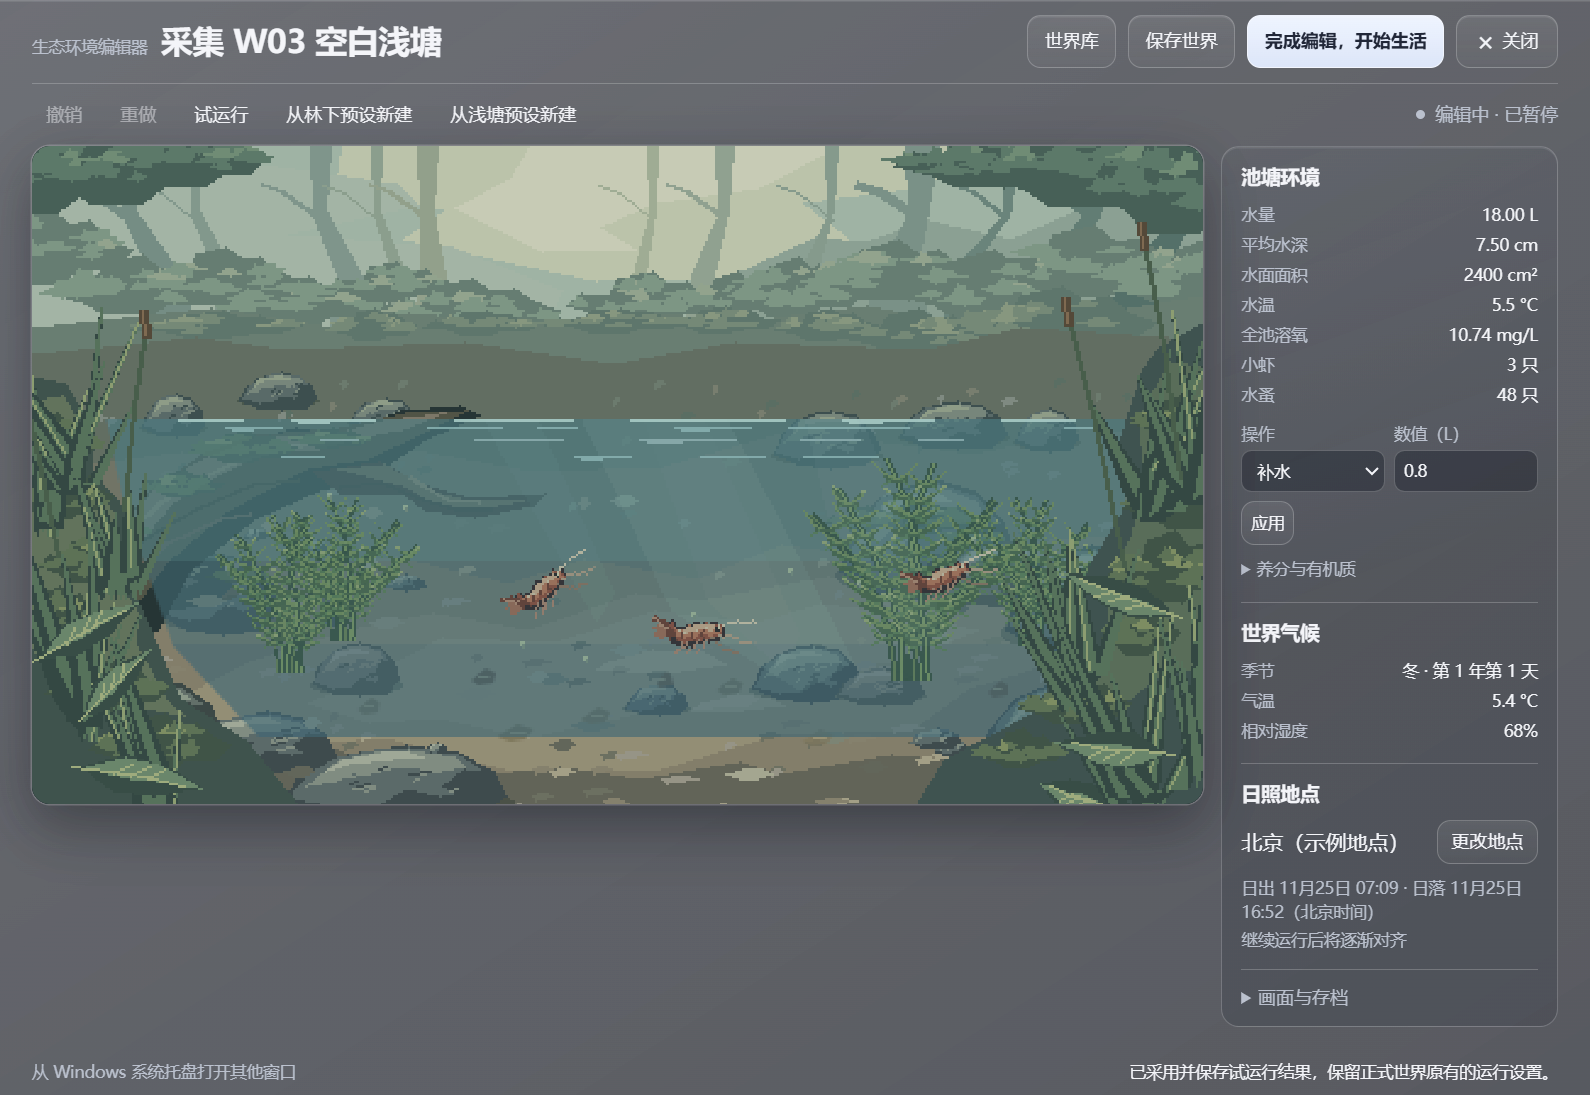 生态环境编辑器 采集 W03 空白浅塘
世界库 保存世界 完成编辑，开始生活 × 关闭
撤销 重做 试运行 从林下预设新建 从浅塘预设新建
编辑中 · 已暂停
池塘环境
水量 18.00 L
平均水深 7.50 cm
水面面积 2400 cm²
水温 5.5 °C
全池溶氧 10.74 mg/L
小虾 3 只
水蚤 48 只
操作 数值（L）
补水 0.8
应用
养分与有机质
世界气候
季节 冬 · 第 1 年第 1 天
气温 5.4 °C
相对湿度 68%
日照地点
北京（示例地点） 更改地点
日出 11月25日 07:09 · 日落 11月25日
16:52（北京时间）
继续运行后将逐渐对齐
画面与存档
从 Windows 系统托盘打开其他窗口
已采用并保存试运行结果，保留正式世界原有的运行设置。